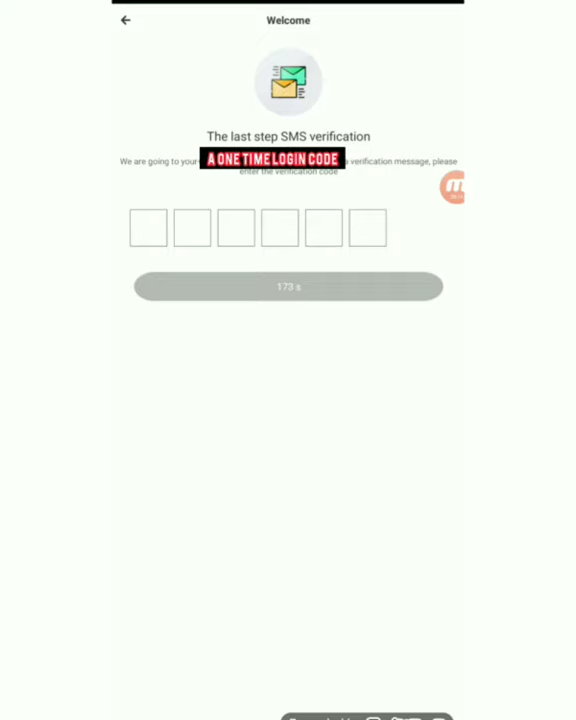 Welcome
The last step SMS verification
We are going to your A ONE TIME LOGIN CODE a verification message, please
enter the verification code
173 s